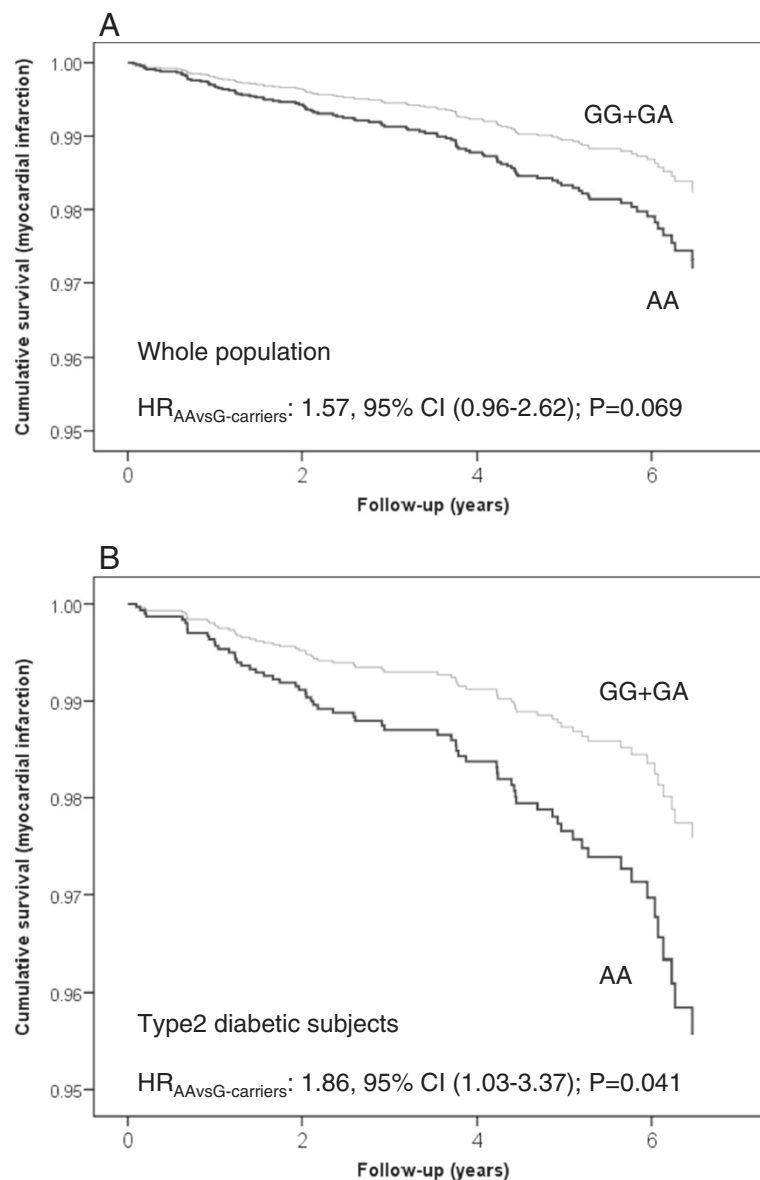 A
Cumulative survival (myocardial infarction)
1.00
0.99
0.98
0.97
0.96
0.95
GG+GA
AA
Whole population
HRAAvsG-carriers: 1.57, 95% CI (0.96-2.62); P=0.069
0 2 4 6
Follow-up (years)
B
Cumulative survival (myocardial infarction)
1.00
0.99
0.98
0.97
0.96
0.95
GG+GA
AA
Type2 diabetic subjects
HRAAvsG-carriers: 1.86, 95% CI (1.03-3.37); P=0.041
0 2 4 6
Follow-up (years)